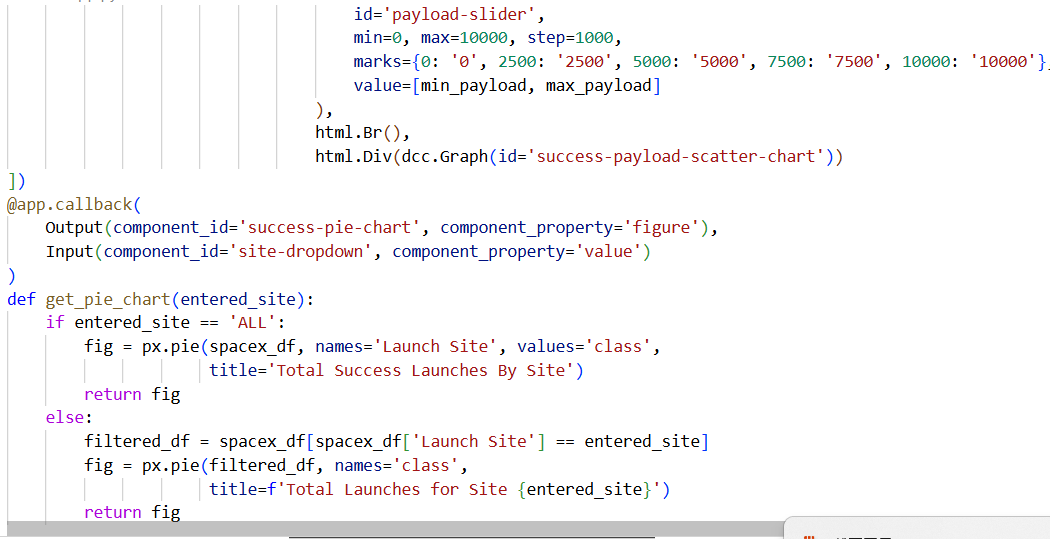 id='payload-slider',
min=0, max=10000, step=1000,
marks={0: '0', 2500: '2500', 5000: '5000', 7500: '7500', 10000: '10000'},
value=[min_payload, max_payload]
),
html.Br(),
html.Div(dcc.Graph(id='success-payload-scatter-chart'))
])
@app.callback(
Output(component_id='success-pie-chart', component_property='figure'),
Input(component_id='site-dropdown', component_property='value')
)
def get_pie_chart(entered_site):
if entered_site == 'ALL':
fig = px.pie(spacex_df, names='Launch Site', values='class',
title='Total Success Launches By Site')
return fig
else:
filtered_df = spacex_df[spacex_df['Launch Site'] == entered_site]
fig = px.pie(filtered_df, names='class',
title=f'Total Launches for Site {entered_site}')
return fig